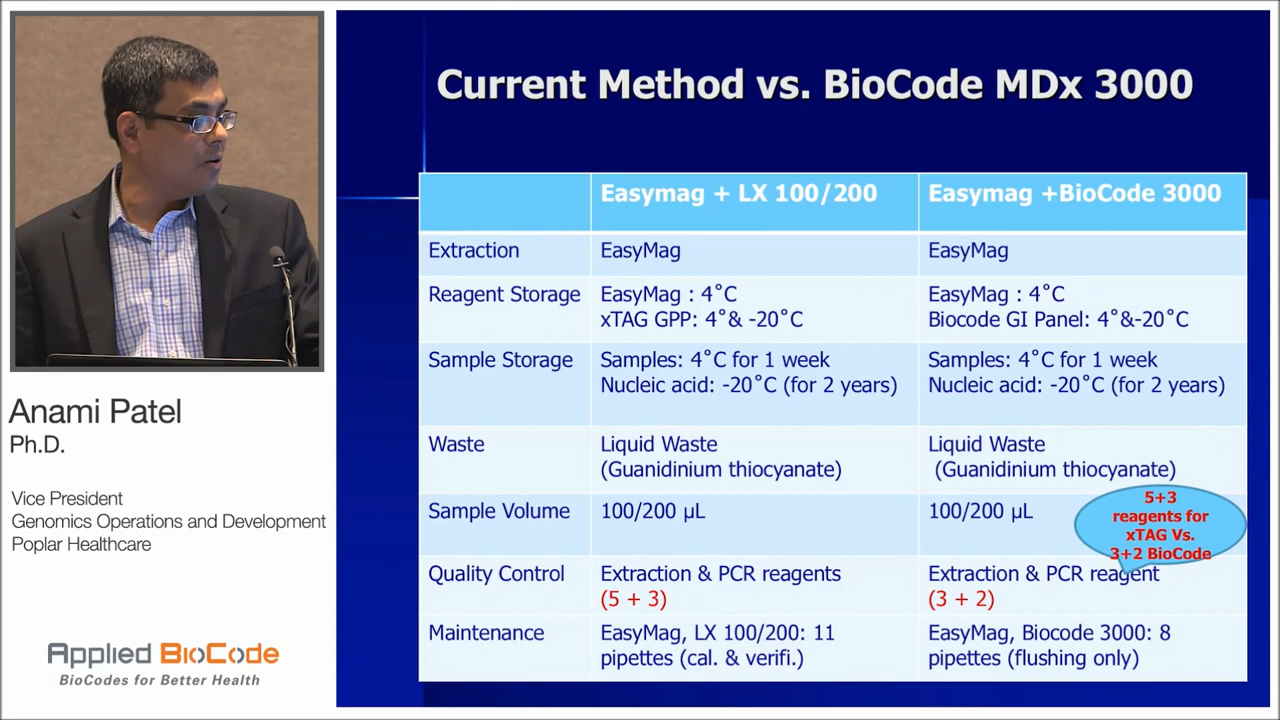 Current Method vs. BioCode MDx 3000
Easymag + LX 100/200
Easymag +BioCode 3000
Extraction
EasyMag
EasyMag
Reagent Storage
EasyMag : 4˚C
xTAG GPP: 4˚& -20˚C
EasyMag : 4˚C
Biocode GI Panel: 4˚&-20˚C
Sample Storage
Samples: 4˚C for 1 week
Nucleic acid: -20˚C (for 2 years)
Samples: 4˚C for 1 week
Nucleic acid: -20˚C (for 2 years)
Waste
Liquid Waste
(Guanidinium thiocyanate)
Liquid Waste
(Guanidinium thiocyanate)
Sample Volume
100/200 µL
100/200 µL
5+3
reagents for
xTAG Vs.
3+2 BioCode
Quality Control
Extraction & PCR reagents
(5 + 3)
Extraction & PCR reagent
(3 + 2)
Maintenance
EasyMag, LX 100/200: 11
pipettes (cal. & verifi.)
EasyMag, Biocode 3000: 8
pipettes (flushing only)
Anami Patel
Ph.D.
Vice President
Genomics Operations and Development
Poplar Healthcare
Applied BioCode
BioCodes for Better Health